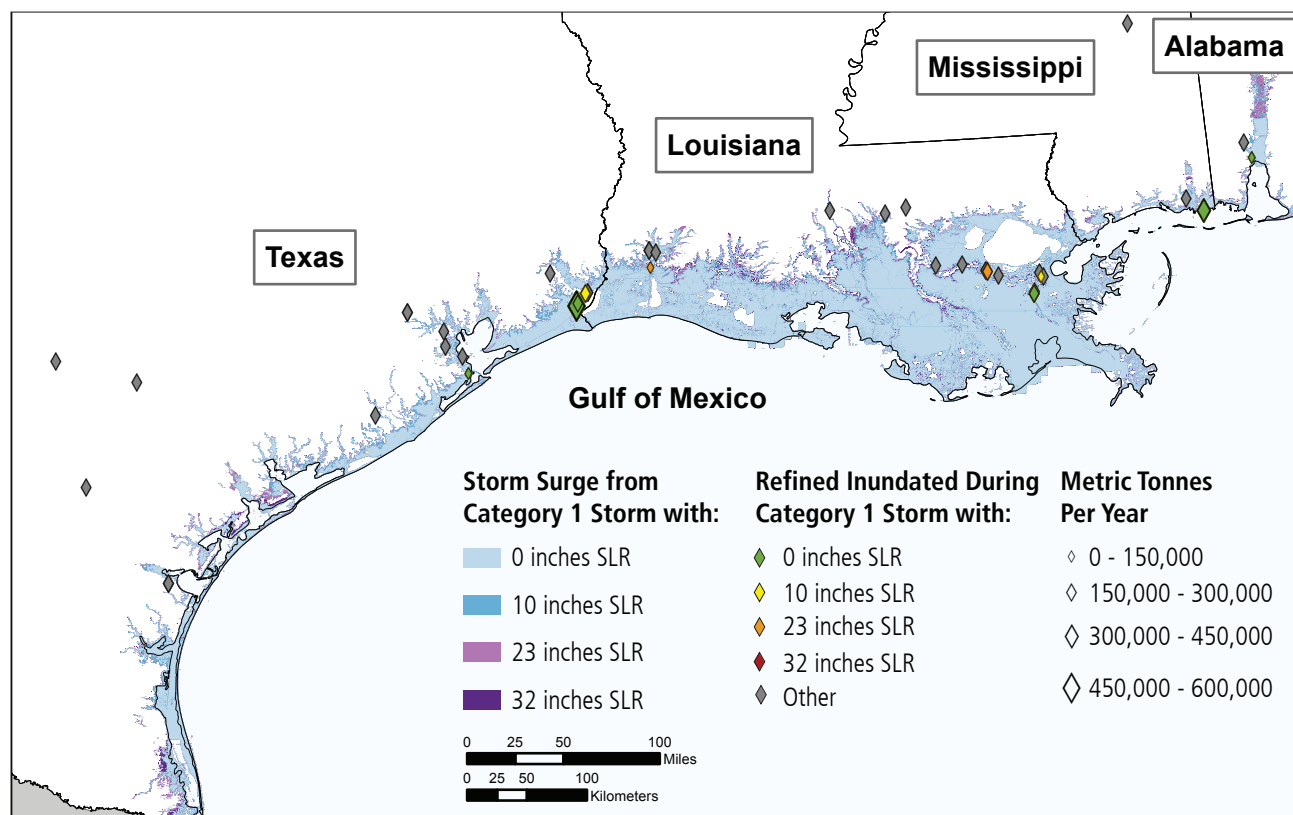 Alabama
Mississippi
Louisiana
Texas
Gulf of Mexico
Storm Surge from
Category 1 Storm with:
0 inches SLR
10 inches SLR
23 inches SLR
32 inches SLR
Refined Inundated During
Category 1 Storm with:
0 inches SLR
10 inches SLR
23 inches SLR
32 inches SLR
Other
Metric Tonnes
Per Year
0 - 150,000
150,000 - 300,000
300,000 - 450,000
450,000 - 600,000
0 25 50 100
Miles
0 25 50 100
Kilometers